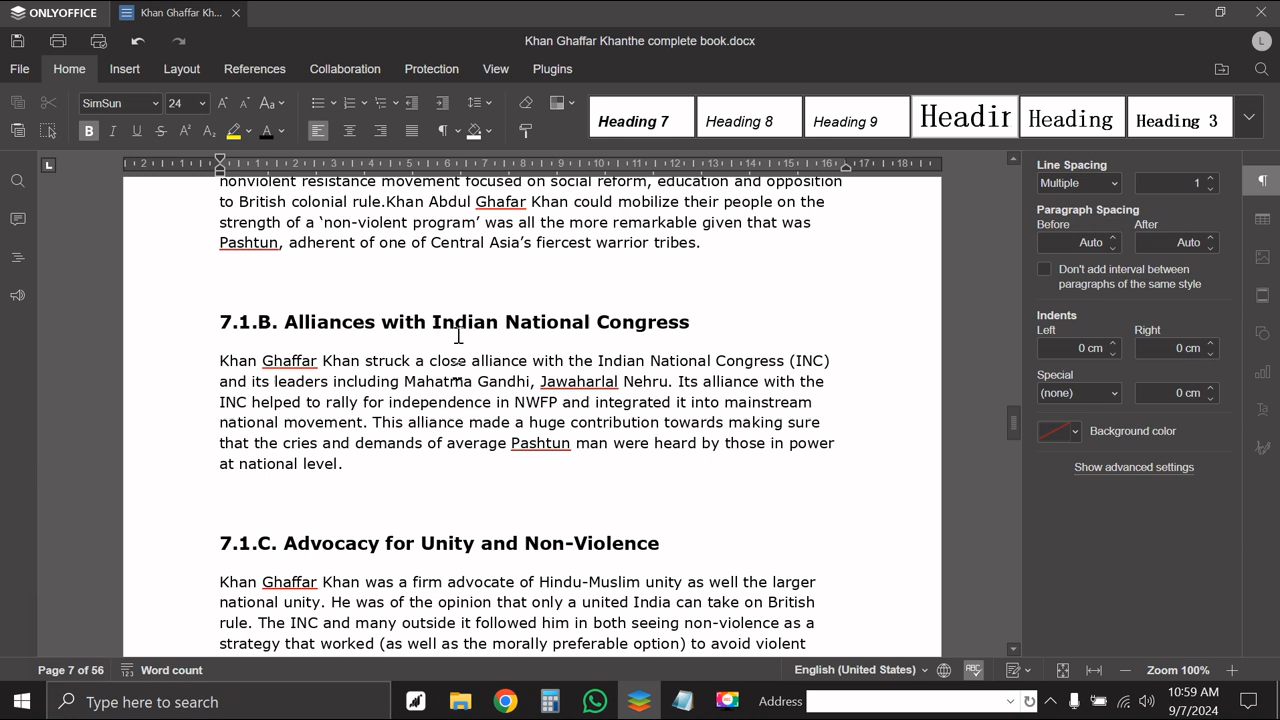 ONLYOFFICE
Khan Ghaffar Kh...
Khan Ghaffar Khanthe complete book.docx
L
File Home Insert Layout References Collaboration Protection View Plugins
SimSun 24
Heading 7 Heading 8 Heading 9 Headir Heading Heading 3
nonviolent resistance movement focused on social reform, education and opposition
to British colonial rule.Khan Abdul Ghafar Khan could mobilize their people on the
strength of a ‘non-violent program’ was all the more remarkable given that was
Pashtun, adherent of one of Central Asia’s fiercest warrior tribes.
7.1.B. Alliances with Indian National Congress
Khan Ghaffar Khan struck a close alliance with the Indian National Congress (INC)
and its leaders including Mahatma Gandhi, Jawaharlal Nehru. Its alliance with the
INC helped to rally for independence in NWFP and integrated it into mainstream
national movement. This alliance made a huge contribution towards making sure
that the cries and demands of average Pashtun man were heard by those in power
at national level.
7.1.C. Advocacy for Unity and Non-Violence
Khan Ghaffar Khan was a firm advocate of Hindu-Muslim unity as well the larger
national unity. He was of the opinion that only a united India can take on British
rule. The INC and many outside it followed him in both seeing non-violence as a
strategy that worked (as well as the morally preferable option) to avoid violent
Line Spacing
Multiple 1
Paragraph Spacing
Before After
Auto Auto
Don't add interval between
paragraphs of the same style
Indents
Left Right
0 cm 0 cm
Special
(none) 0 cm
Background color
Show advanced settings
Page 7 of 56 Word count English (United States) Zoom 100%
Type here to search
Address
10:59 AM
9/7/2024